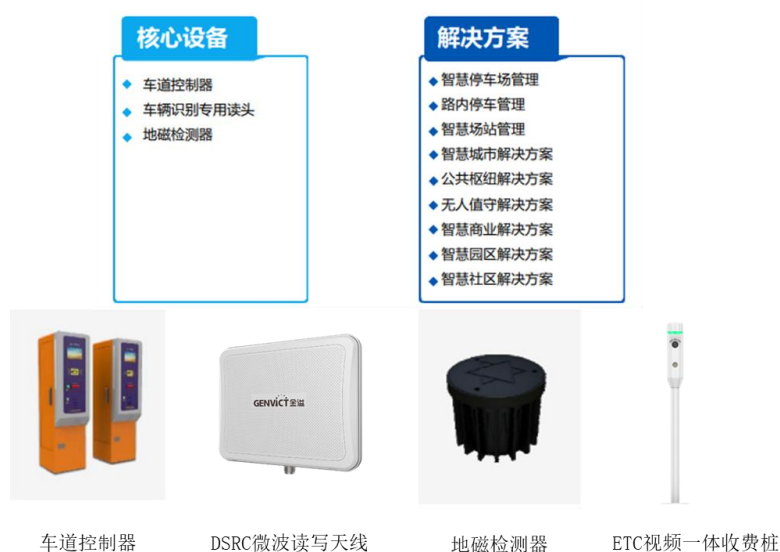 核心设备
车道控制器
车辆识别专用读头
地磁检测器
解决方案
智慧停车场管理
路内停车管理
智慧场站管理
智慧城市解决方案
公共枢纽解决方案
无人值守解决方案
智慧商业解决方案
智慧园区解决方案
智慧社区解决方案
GENVICT金溢
车道控制器
DSRC微波读写天线
地磁检测器
ETC视频一体收费桩